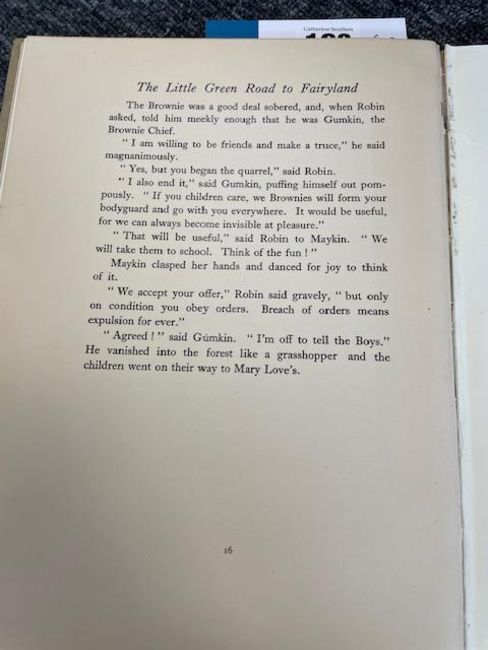 Catherine Southon
The Little Green Road to Fairyland
The Brownie was a good deal sobered, and, when Robin
asked, told him meekly enough that he was Gumkin, the
Brownie Chief.
" I am willing to be friends and make a truce," he said
magnanimously.
" Yes, but you began the quarrel," said Robin.
" I also end it," said Gumkin, puffing himself out pom-
pously. " If you children care, we Brownies will form your
bodyguard and go with you everywhere. It would be useful,
for we can always become invisible at pleasure."
" That will be useful," said Robin to Maykin. " We
will take them to school. Think of the fun ! "
Maykin clasped her hands and danced for joy to think
of it.
" We accept your offer," Robin said gravely, " but only
on condition you obey orders. Breach of orders means
expulsion for ever."
" Agreed ! " said Gumkin. " I'm off to tell the Boys."
He vanished into the forest like a grasshopper and the
children went on their way to Mary Love's.
16